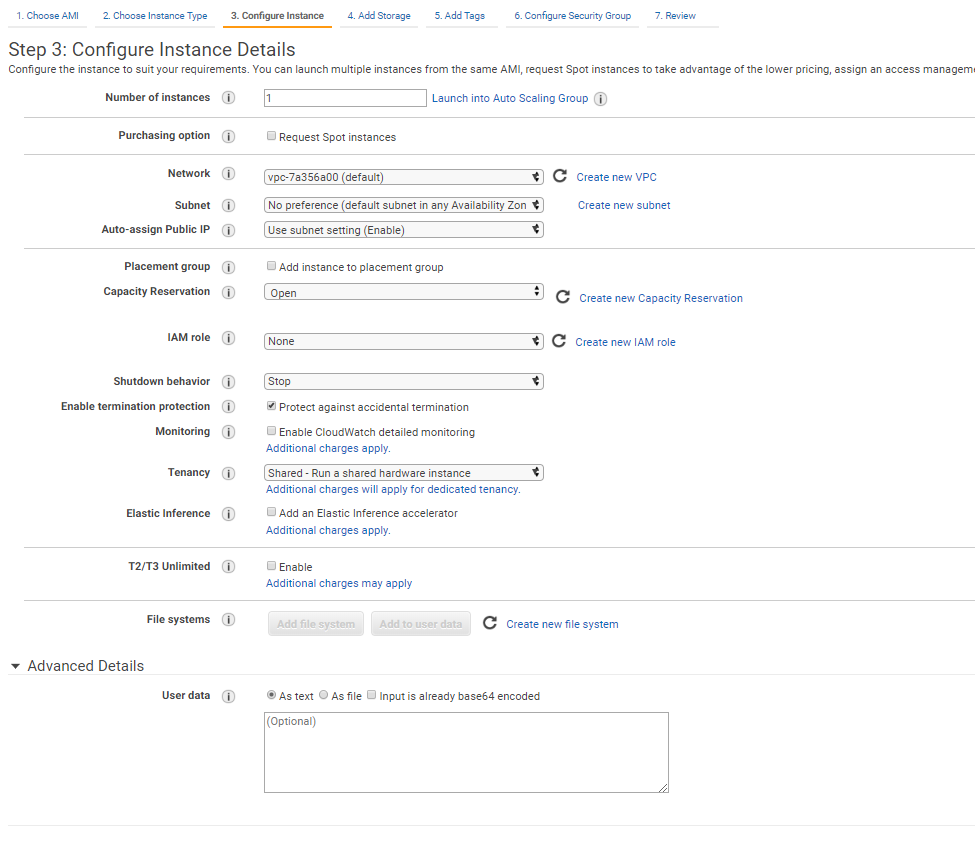 1. Choose AMI 2. Choose Instance Type 3. Configure Instance 4. Add Storage 5. Add Tags 6. Configure Security Group 7. Review
Step 3: Configure Instance Details
Configure the instance to suit your requirements. You can launch multiple instances from the same AMI, request Spot instances to take advantage of the lower pricing, assign an access manageme
Number of instances 1 Launch into Auto Scaling Group
Purchasing option Request Spot instances
Network vpc-7a356a00 (default) Create new VPC
Subnet No preference (default subnet in any Availability Zon Create new subnet
Auto-assign Public IP Use subnet setting (Enable)
Placement group Add instance to placement group
Capacity Reservation Open Create new Capacity Reservation
IAM role None Create new IAM role
Shutdown behavior Stop
Enable termination protection Protect against accidental termination
Monitoring Enable CloudWatch detailed monitoring
Additional charges apply.
Tenancy Shared - Run a shared hardware instance
Additional charges will apply for dedicated tenancy.
Elastic Inference Add an Elastic Inference accelerator
Additional charges apply.
T2/T3 Unlimited Enable
Additional charges may apply
File systems Add file system Add to user data Create new file system
Advanced Details
User data As text As file Input is already base64 encoded
(Optional)